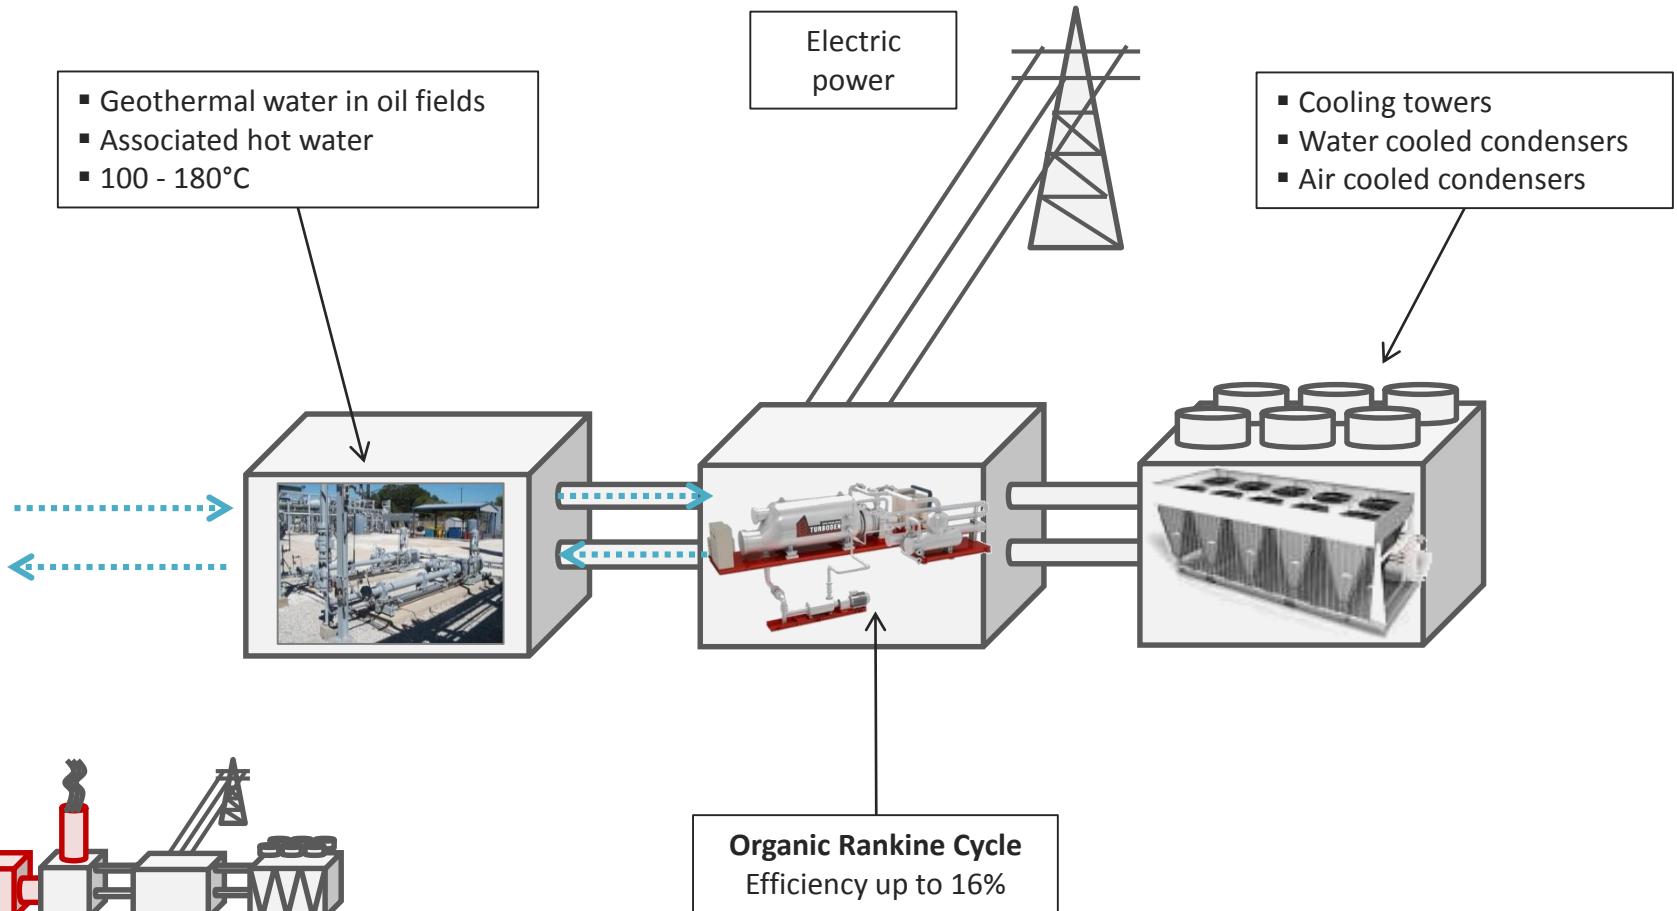 Electric
power
▪ Geothermal water in oil fields
▪ Associated hot water
▪ 100 - 180°C
▪ Cooling towers
▪ Water cooled condensers
▪ Air cooled condensers
TURBODEN
Organic Rankine Cycle
Efficiency up to 16%